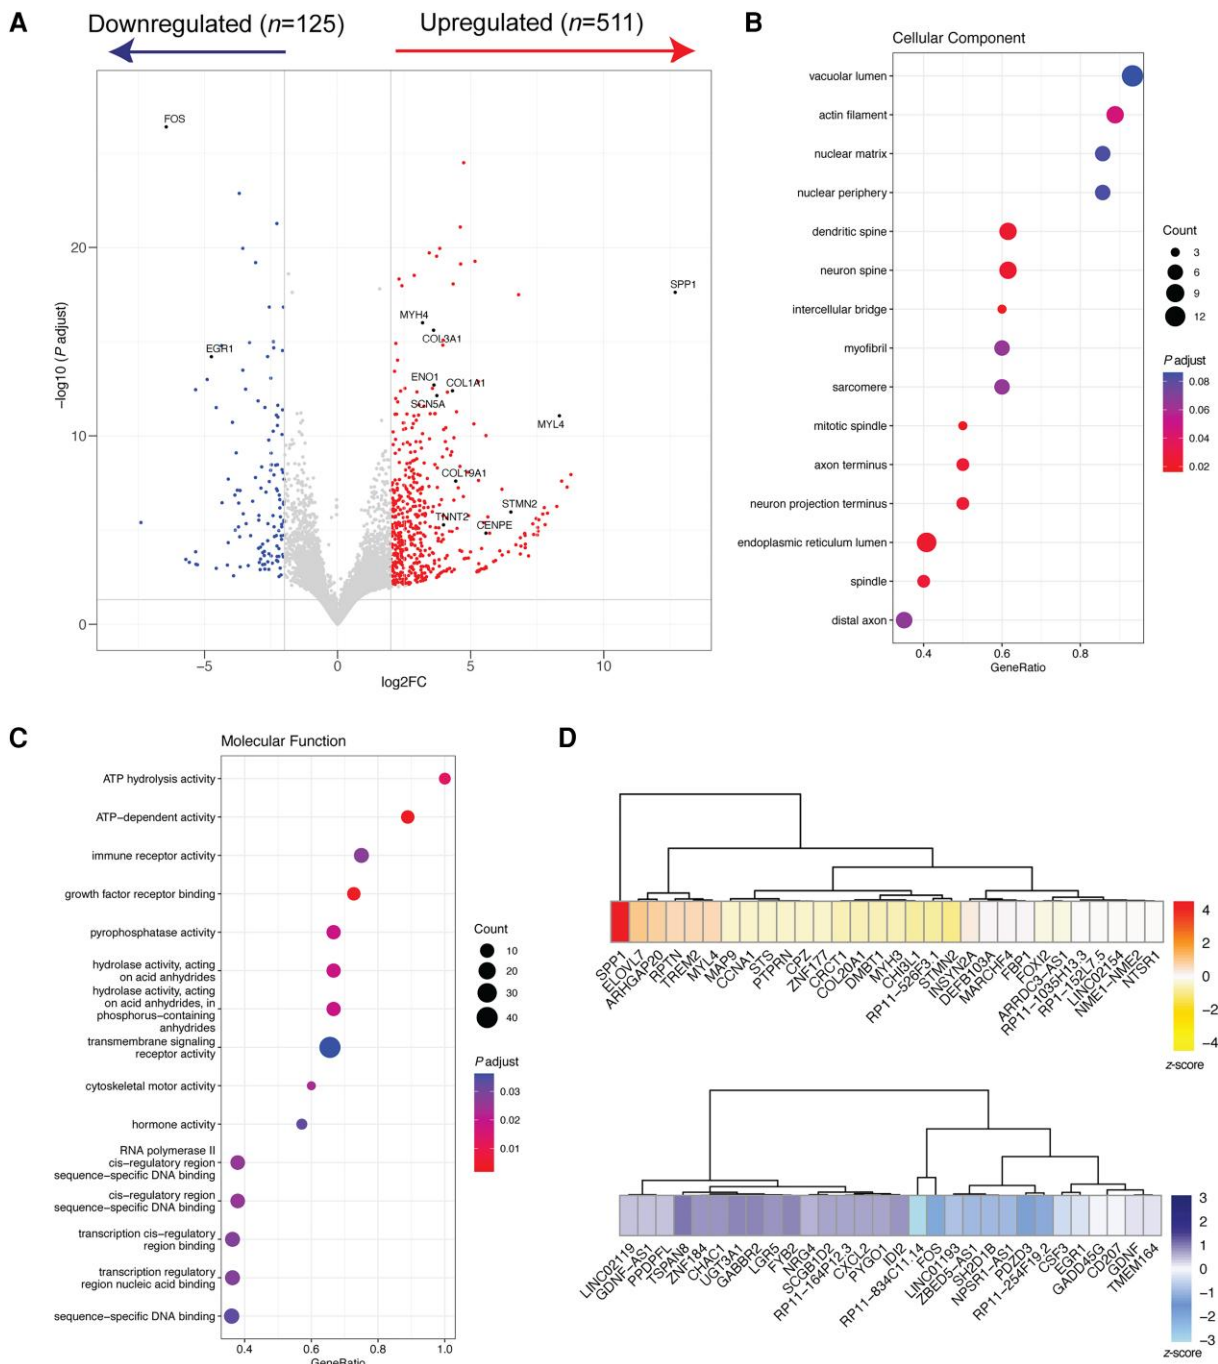 A
Downregulated (n=125)
Upregulated (n=511)
FOS
SPP1
MYH4
COL3A1
EGR1
ENO1
COL1A1
SCN5A
MYL4
COL19A1
STMN2
TNNT2
CENPE
20
10
0
−5
0
5
10
−log10 (P adjust)
log2FC
B
Cellular Component
vacuolar lumen
actin filament
nuclear matrix
nuclear periphery
dendritic spine
neuron spine
intercellular bridge
myofibril
sarcomere
mitotic spindle
axon terminus
neuron projection terminus
endoplasmic reticulum lumen
spindle
distal axon
0.4
0.6
0.8
GeneRatio
Count
3
6
9
12
P adjust
0.08
0.06
0.04
0.02
C
Molecular Function
ATP hydrolysis activity
ATP−dependent activity
immune receptor activity
growth factor receptor binding
pyrophosphatase activity
hydrolase activity, acting
on acid anhydrides
hydrolase activity, acting
on acid anhydrides, in
phosphorus−containing
anhydrides
transmembrane signaling
receptor activity
cytoskeletal motor activity
hormone activity
RNA polymerase II
cis−regulatory region
sequence−specific DNA binding
cis−regulatory region
sequence−specific DNA binding
transcription cis−regulatory
region binding
transcription regulatory
region nucleic acid binding
sequence−specific DNA binding
0.4
0.6
0.8
1.0
GeneRatio
Count
10
20
30
40
P adjust
0.03
0.02
0.01
D
SPP1
ELOVL7
ARHGAP20
RPTN
TREM2
MYL4
MAP9
CCNA1
STS
PTPRN
CPZ
ZNF177
CRCT1
COL20A1
DMBT1
MYH3
CHI3L1
RP11−526F3.1
STMN2
INSYN2A
DEFB103A
MARCHF4
FBP1
FOXI2
ARRDC3−AS1
RP11−1035H13.3
RP1−152L7.5
LINC02154
NME1−NME2
NTSR1
4
2
0
−2
−4
z-score
LINC02119
GDNF−AS1
PPDPFL
TSPAN8
ZNF184
CHAC1
UGT3A1
GABBR2
LGR5
FYB2
NRG4
SCGB1D2
RP11−164P12.3
CYCL2
PYGO1
IDI2
RP11−834C11.14
FOS
LINC01193
ZBED5−AS1
SH2D1B
NPSR1−AS1
PDZD3
RP11−254F19.2
CSF3
EGR1
GADD45G
CD207
GDNF
TMEM164
3
2
1
0
−1
−2
−3
z-score